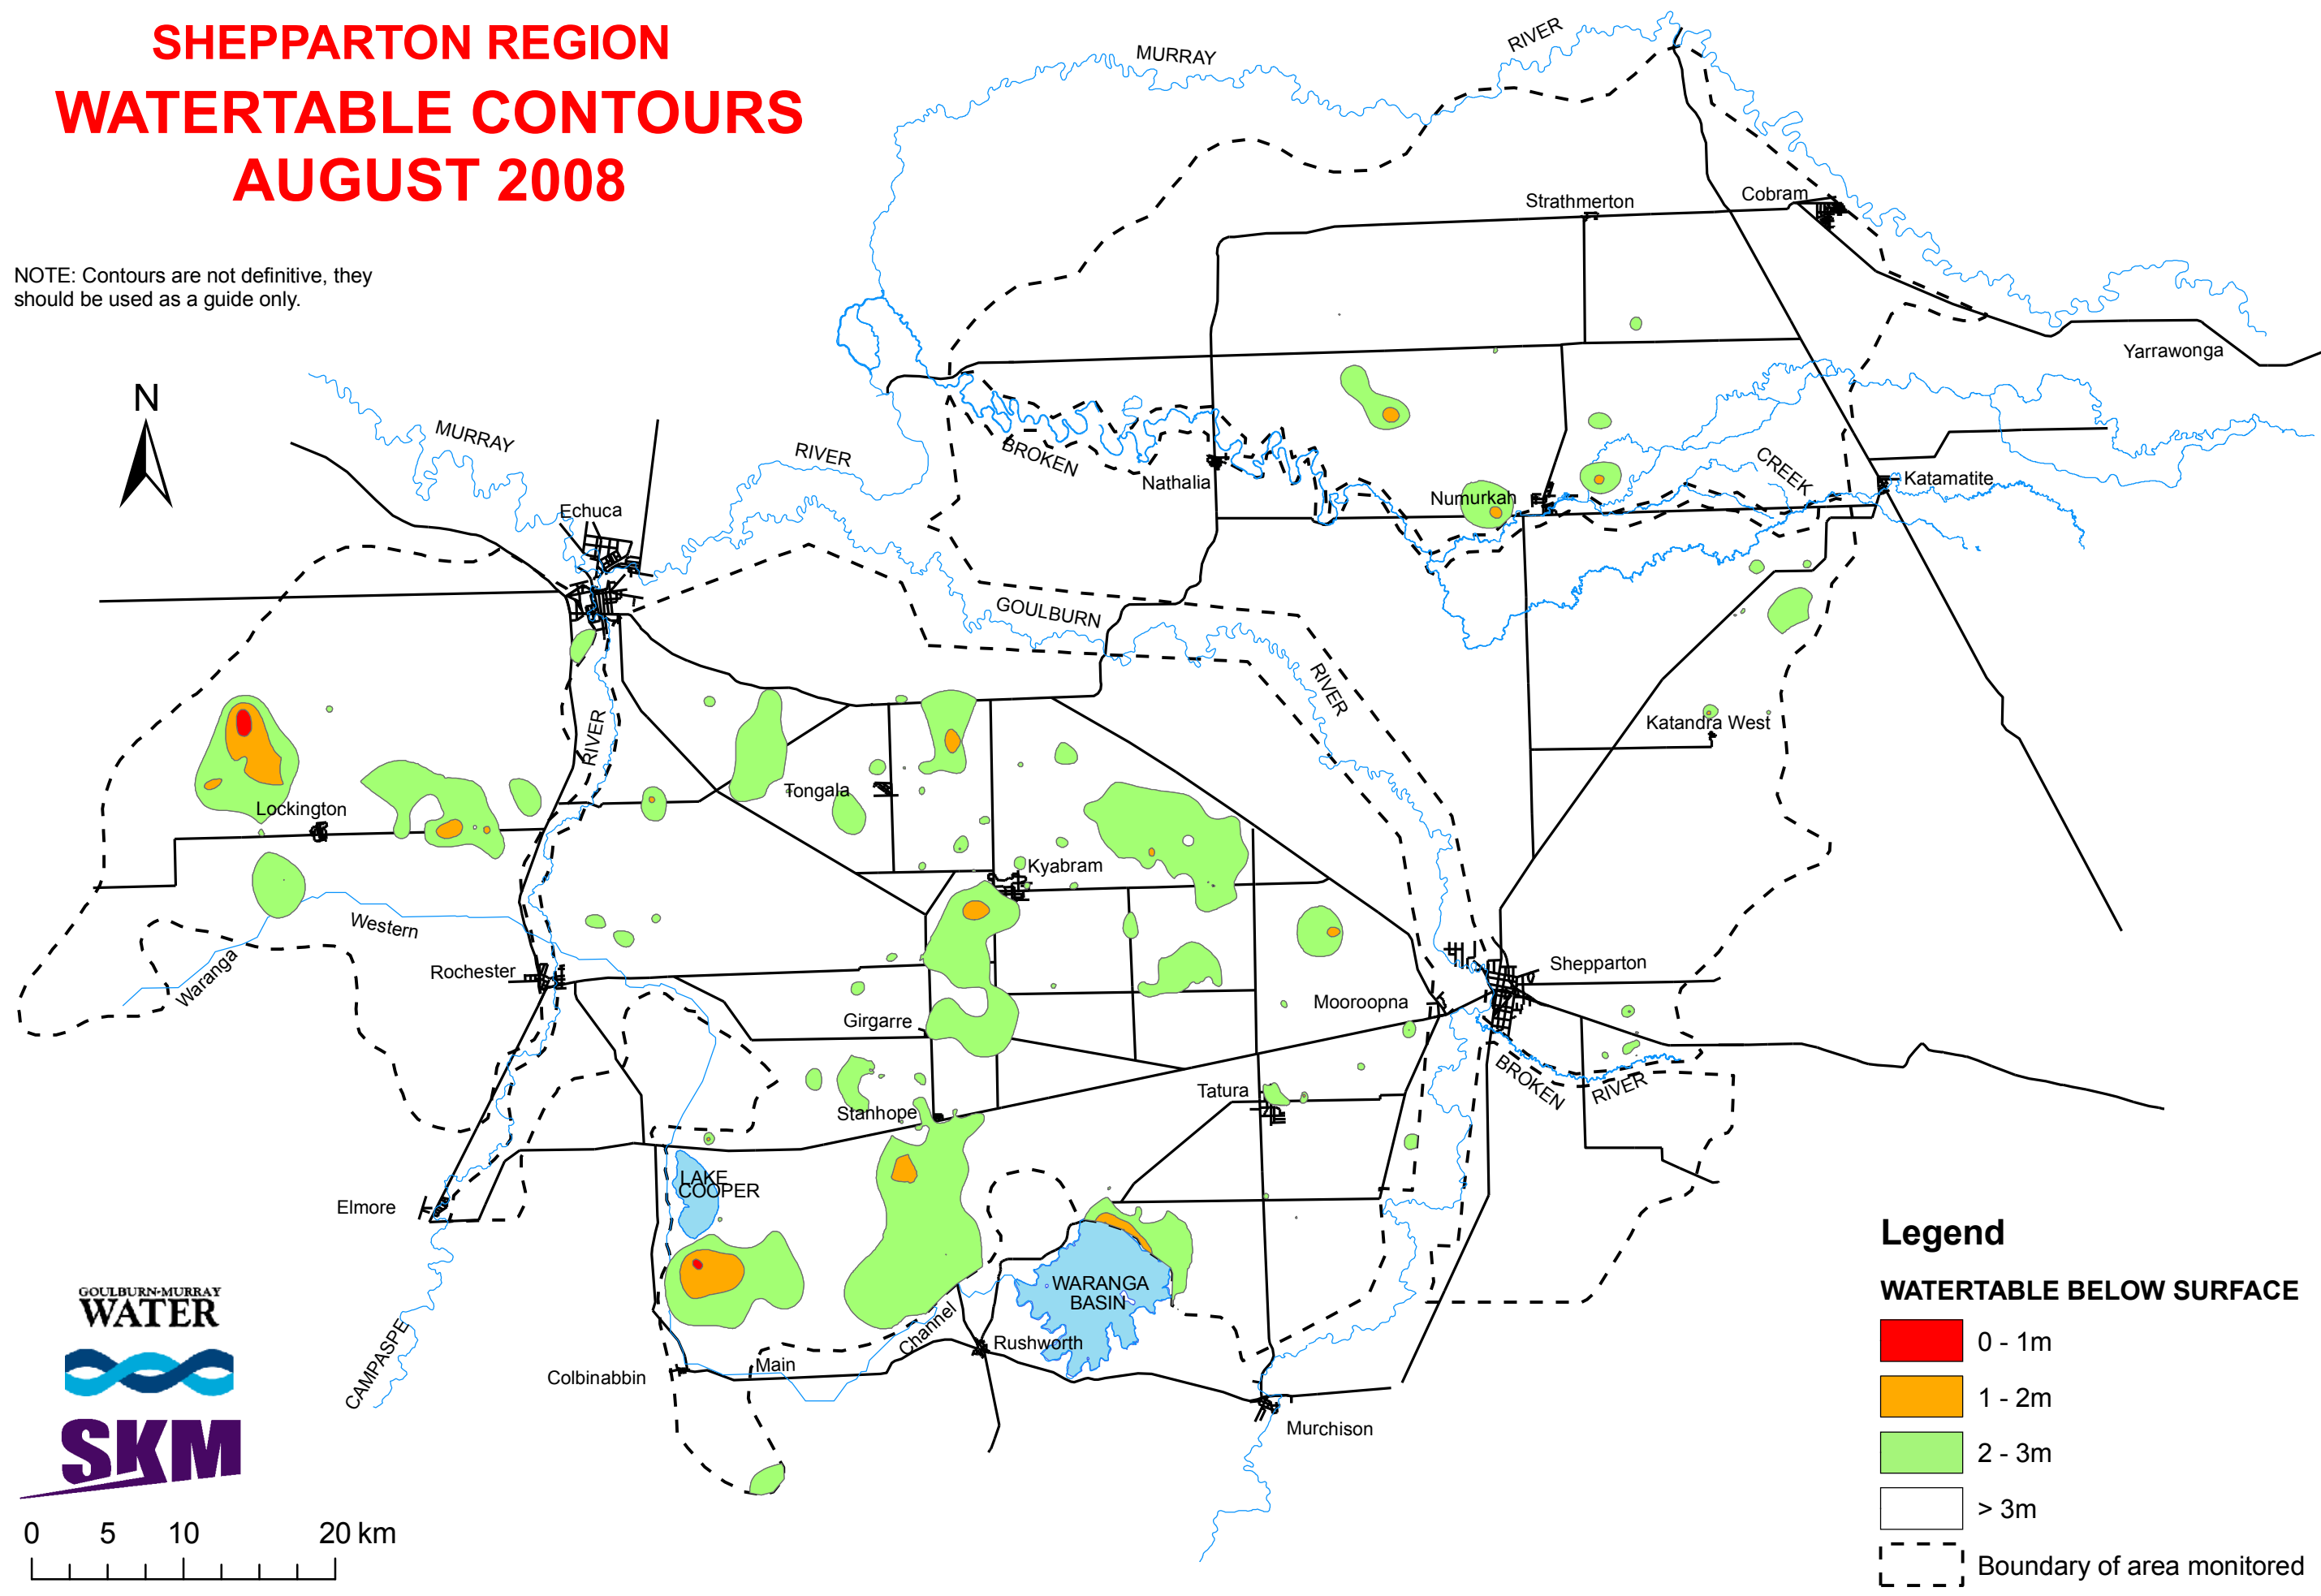 SHEPPARTON REGION
WATERTABLE CONTOURS
AUGUST 2008
NOTE: Contours are not definitive, they
should be used as a guide only.
N
MURRAY
RIVER
Strathmerton
Cobram
Yarrawonga
MURRAY
RIVER
BROKEN
Nathalia
Numurkah
CREEK
Katamatite
Echuca
GOULBURN
RIVER
RIVER
Katandra West
Tongala
Lockington
Kyabram
Western
Waranga
Rochester
Shepparton
Mooroopna
Girgarre
BROKEN
RIVER
Tatura
Stanhope
LAKE
COOPER
Elmore
WARANGA
BASIN
Channel
Rushworth
Main
Colbinabbin
CAMPASPE
Murchison
GOULBURN-MURRAY
WATER
SKM
0 5 10 20 km
Legend
WATERTABLE BELOW SURFACE
0 - 1m
1 - 2m
2 - 3m
> 3m
Boundary of area monitored